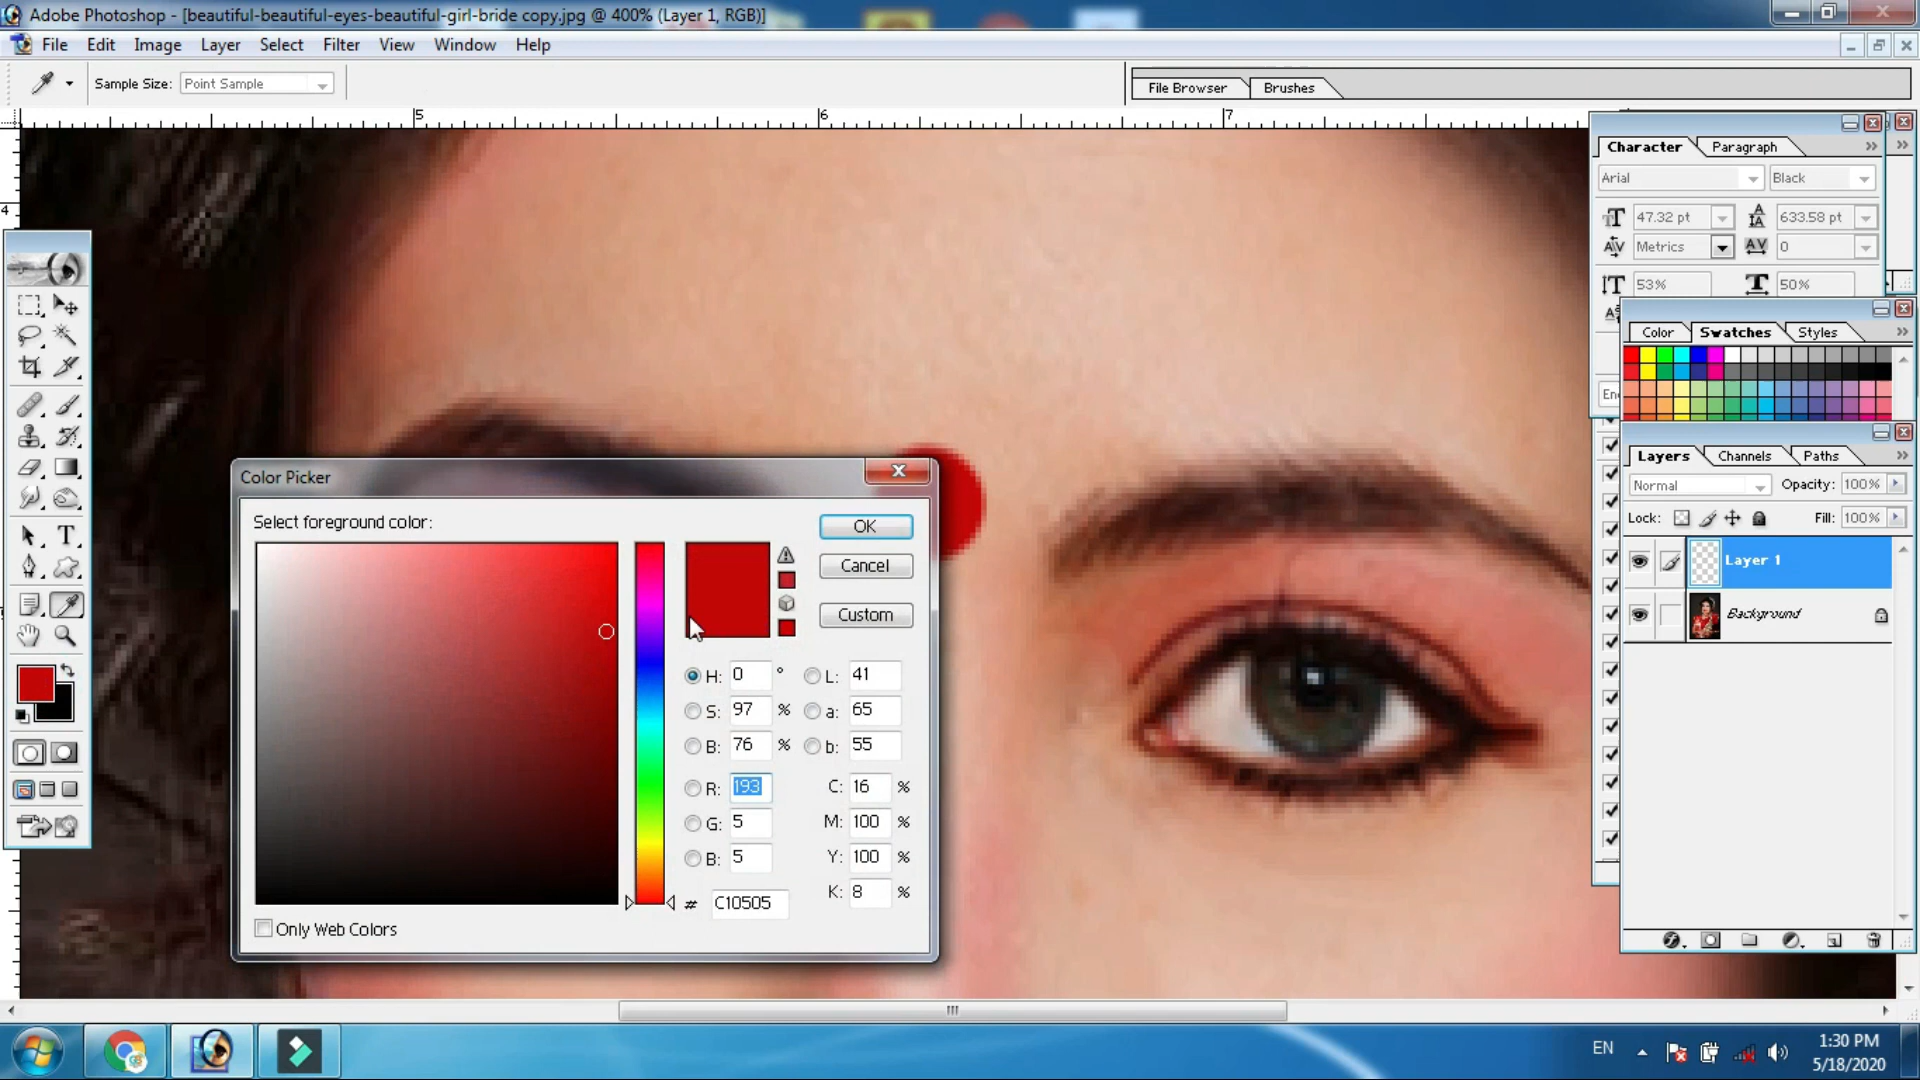 Adobe Photoshop - [beautiful-beautiful-eyes-beautiful-girl-bride copy.jpg @ 400% (Layer 1, RGB)]
File Edit Image Layer Select Filter View Window Help
Sample Size: Point Sample
File Browser Brushes
5 6 7
4
Character Paragraph
Arial Black
47.32 pt 633.58 pt
Metrics 0
53% 50%
Color Swatches Styles
Layers Channels Paths
Normal Opacity: 100%
Lock: Fill: 100%
Layer 1
Background
Color Picker
Select foreground color:
OK
Cancel
Custom
H: 0 ° L: 41
S: 97 % a: 65
B: 76 % b: 55
R: 193 C: 16 %
G: 5 M: 100 %
B: 5 Y: 100 %
# C10505 K: 8 %
Only Web Colors
EN
1:30 PM
5/18/2020